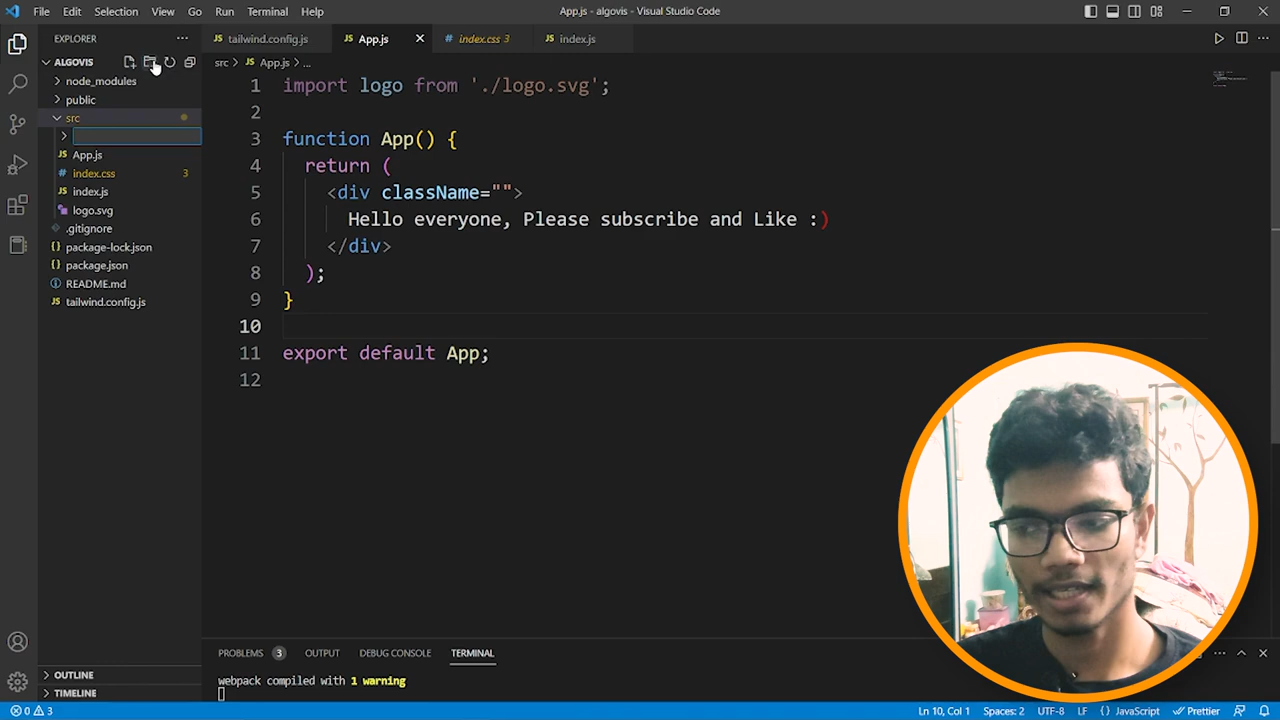 File Edit Selection View Go Run Terminal Help
App.js - algovis - Visual Studio Code
EXPLORER
ALGOVIS
node_modules
public
src
App.js
index.css 3
index.js
logo.svg
.gitignore
package-lock.json
package.json
README.md
tailwind.config.js
OUTLINE
TIMELINE
tailwind.config.js App.js index.css 3 index.js
src > App.js > ...
1 import logo from './logo.svg';
2
3 function App() {
4 return (
5 <div className="">
6 Hello everyone, Please subscribe and Like :)
7 </div>
8 );
9 }
10
11 export default App;
12
PROBLEMS 3 OUTPUT DEBUG CONSOLE TERMINAL
webpack compiled with 1 warning
0 3
Ln 10, Col 1 Spaces: 2 UTF-8 LF {} JavaScript Prettier